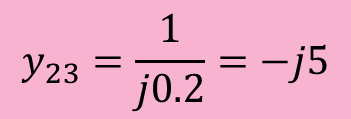 y₂₃ = 1/j0.2 = −j5